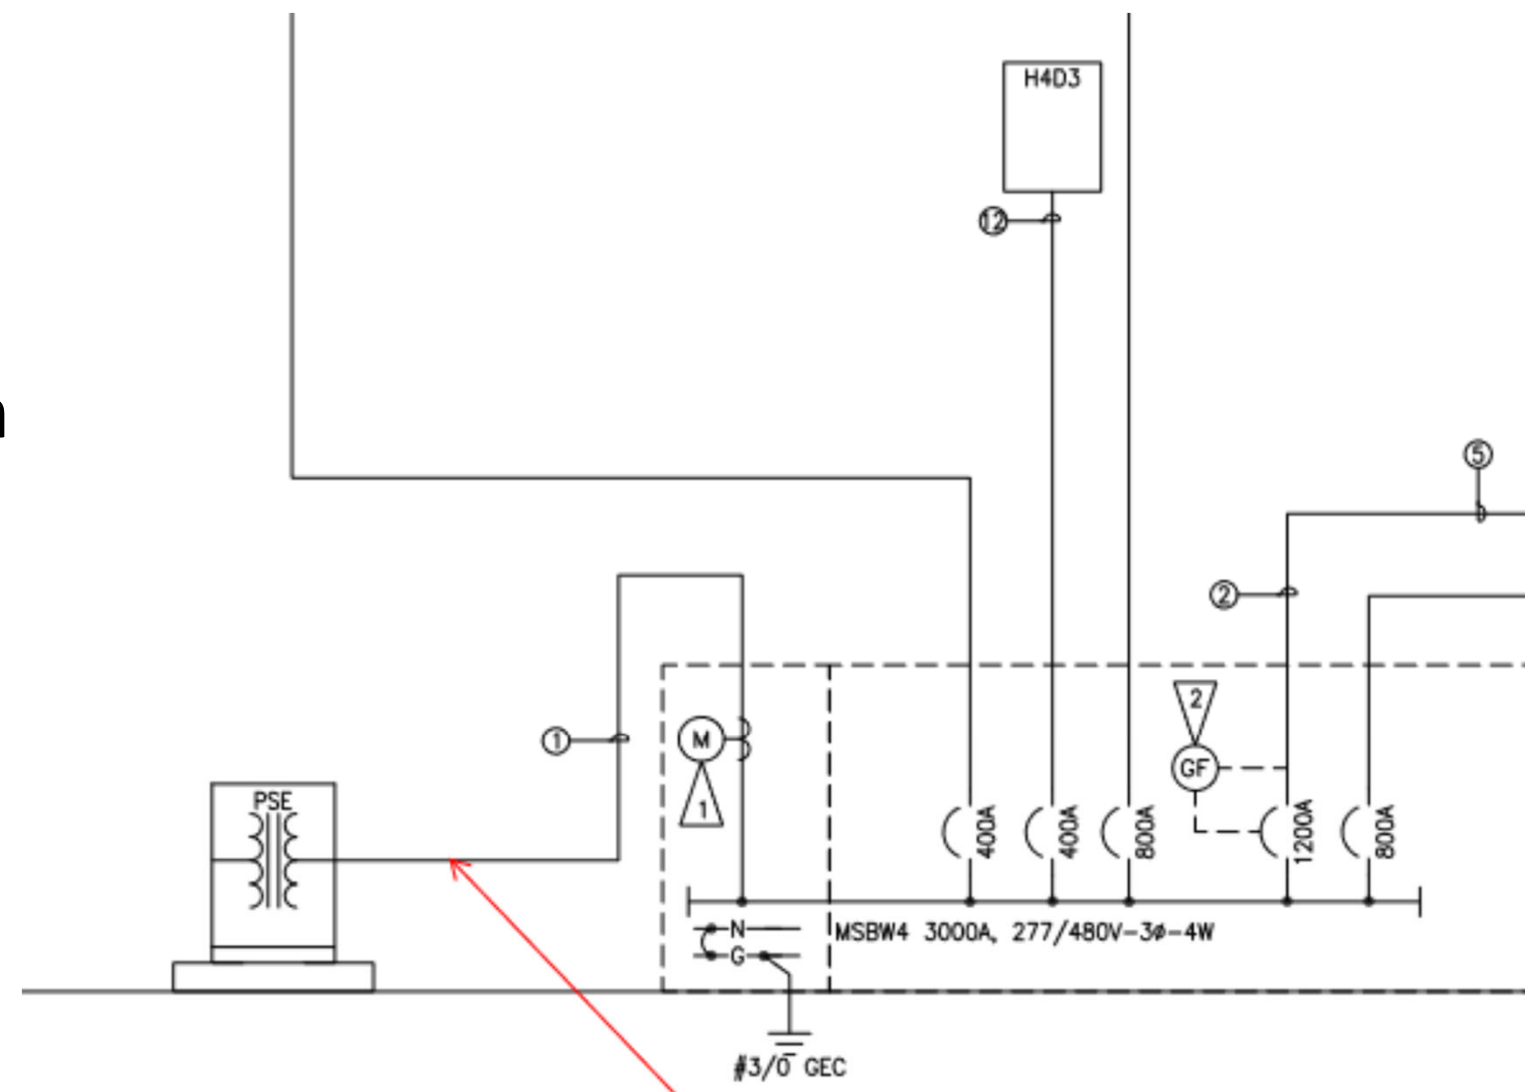 H4D3
12
5
2
2
1
M
GF
1
PSE
400A
400A
800A
1200A
800A
N
MSBW4 3000A, 277/480V-3ø-4W
G
#3/0 GEC